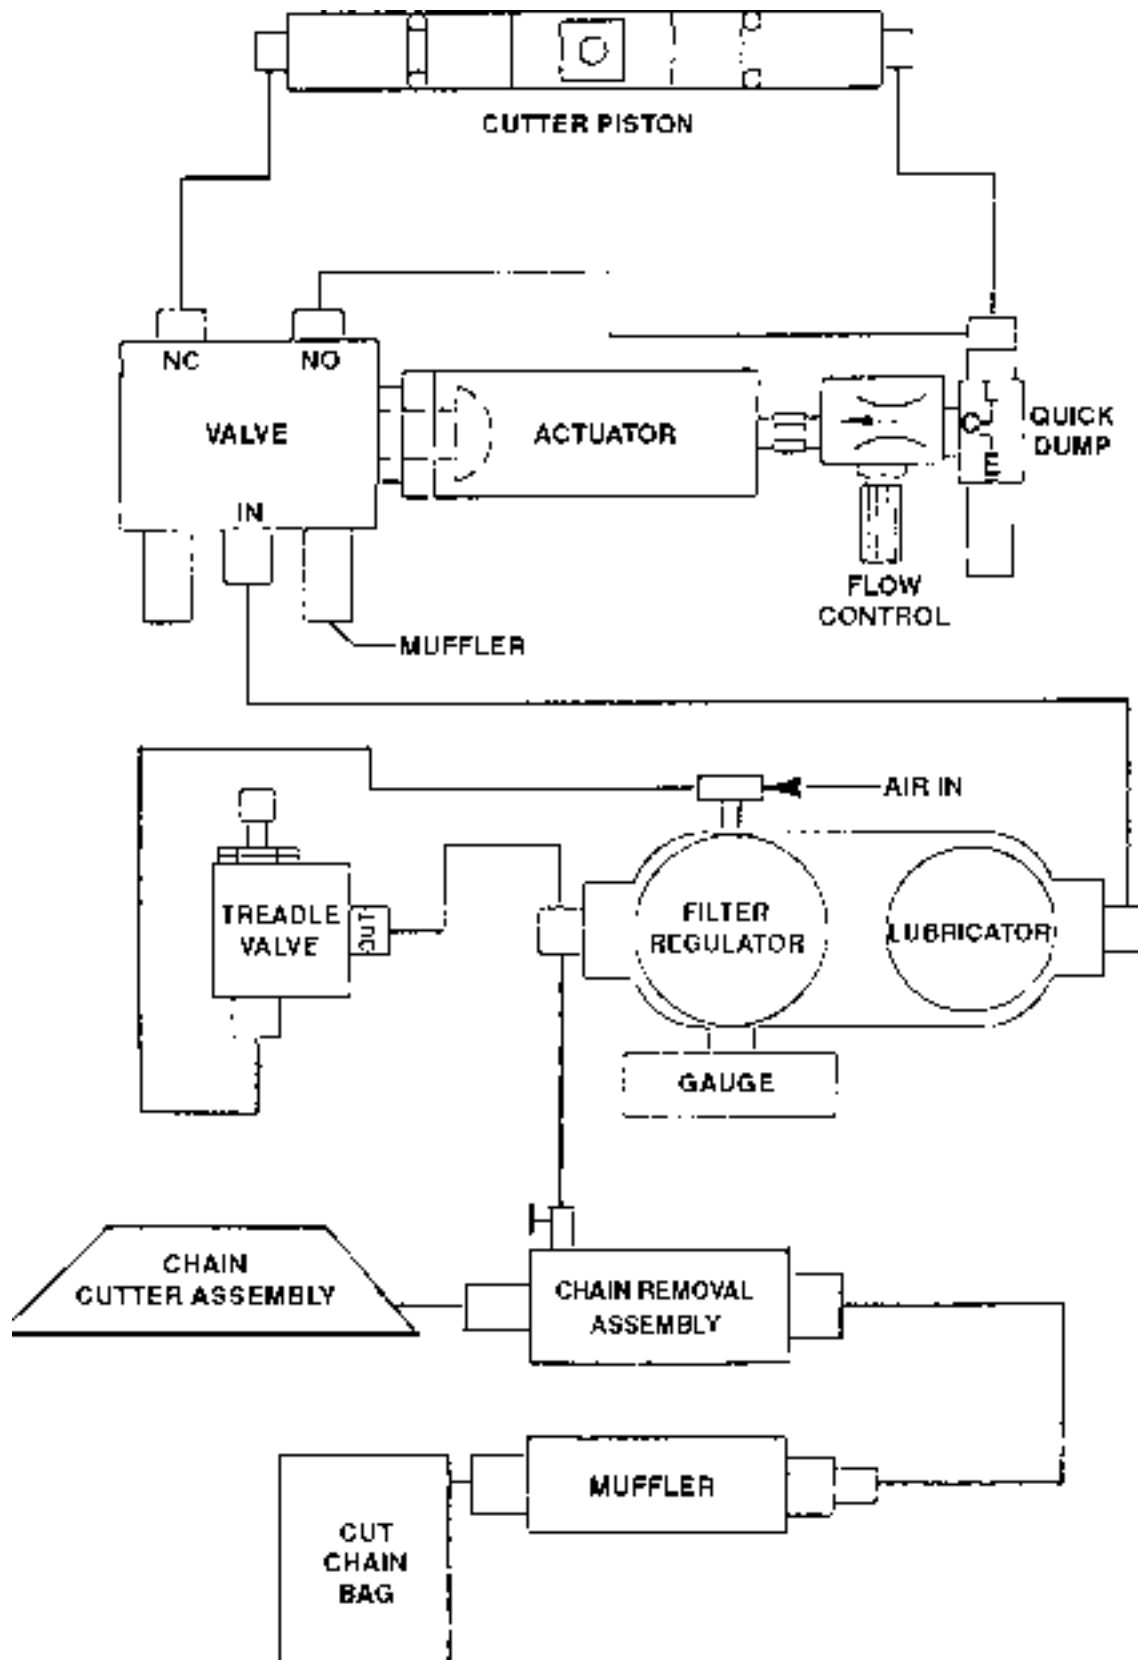 CUTTER PISTON
NC
NO
VALVE
ACTUATOR
C
E
QUICK
DUMP
IN
FLOW
CONTROL
MUFFLER
AIR IN
TREADLE
VALVE
OUT
FILTER
REGULATOR
LUBRICATOR
GAUGE
CHAIN
CUTTER ASSEMBLY
CHAIN REMOVAL
ASSEMBLY
MUFFLER
CUT
CHAIN
BAG